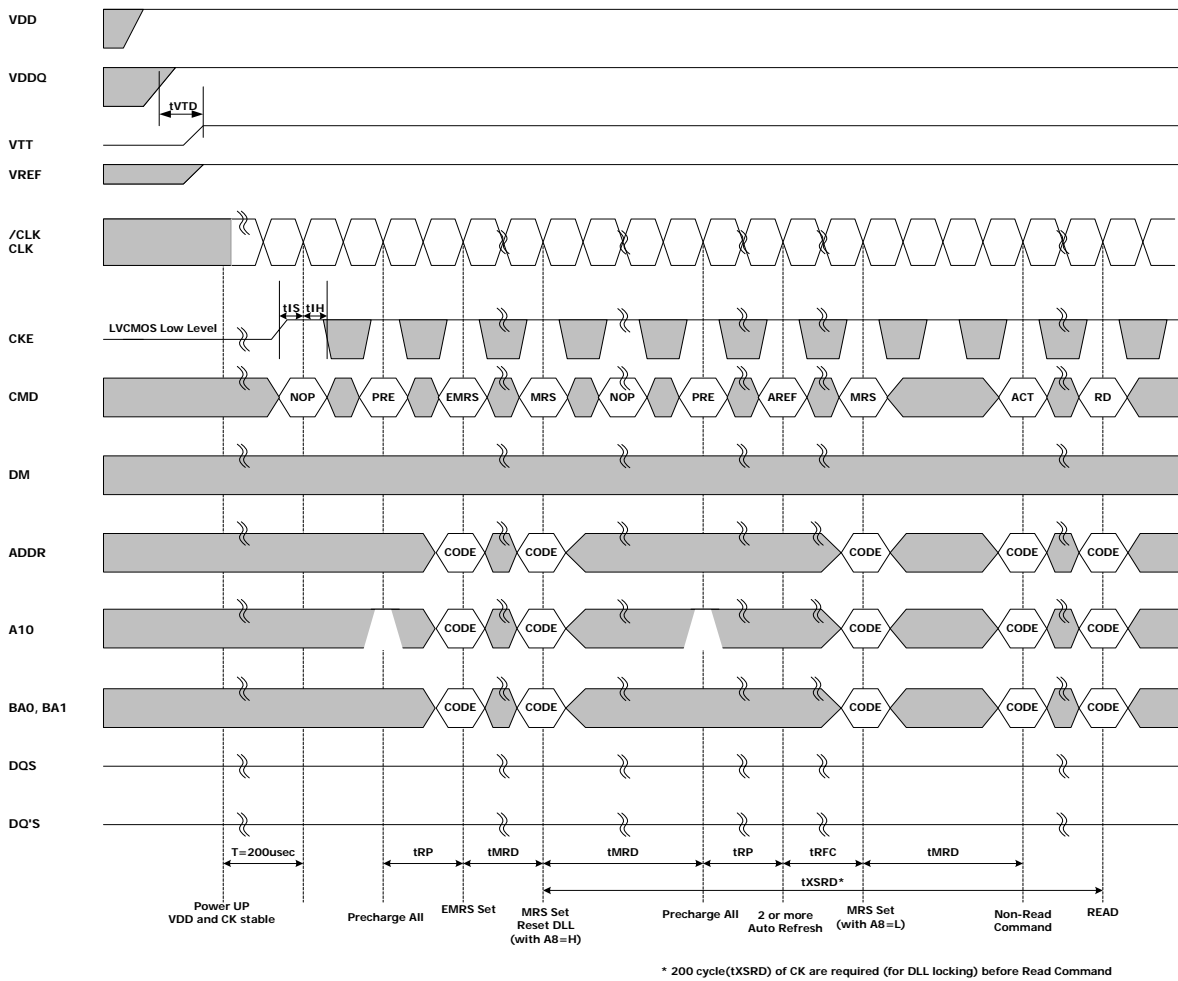 VDD
VDDQ
tVTD
VTT
VREF
/CLK
CLK
tIS tIH
LVCMOS Low Level
CKE
CMD NOP PRE EMRS MRS NOP PRE AREF MRS ACT RD
DM
ADDR CODE CODE CODE CODE CODE
A10 CODE CODE CODE CODE CODE
BA0, BA1 CODE CODE CODE CODE CODE
DQS
DQ'S
T=200usec tRP tMRD tMRD tRP tRFC tMRD
tXSRD*
Power UP
VDD and CK stable
Precharge All
EMRS Set
MRS Set
Reset DLL
(with A8=H)
Precharge All
2 or more
Auto Refresh
MRS Set
(with A8=L)
Non-Read
Command
READ
* 200 cycle(tXSRD) of CK are required (for DLL locking) before Read Command